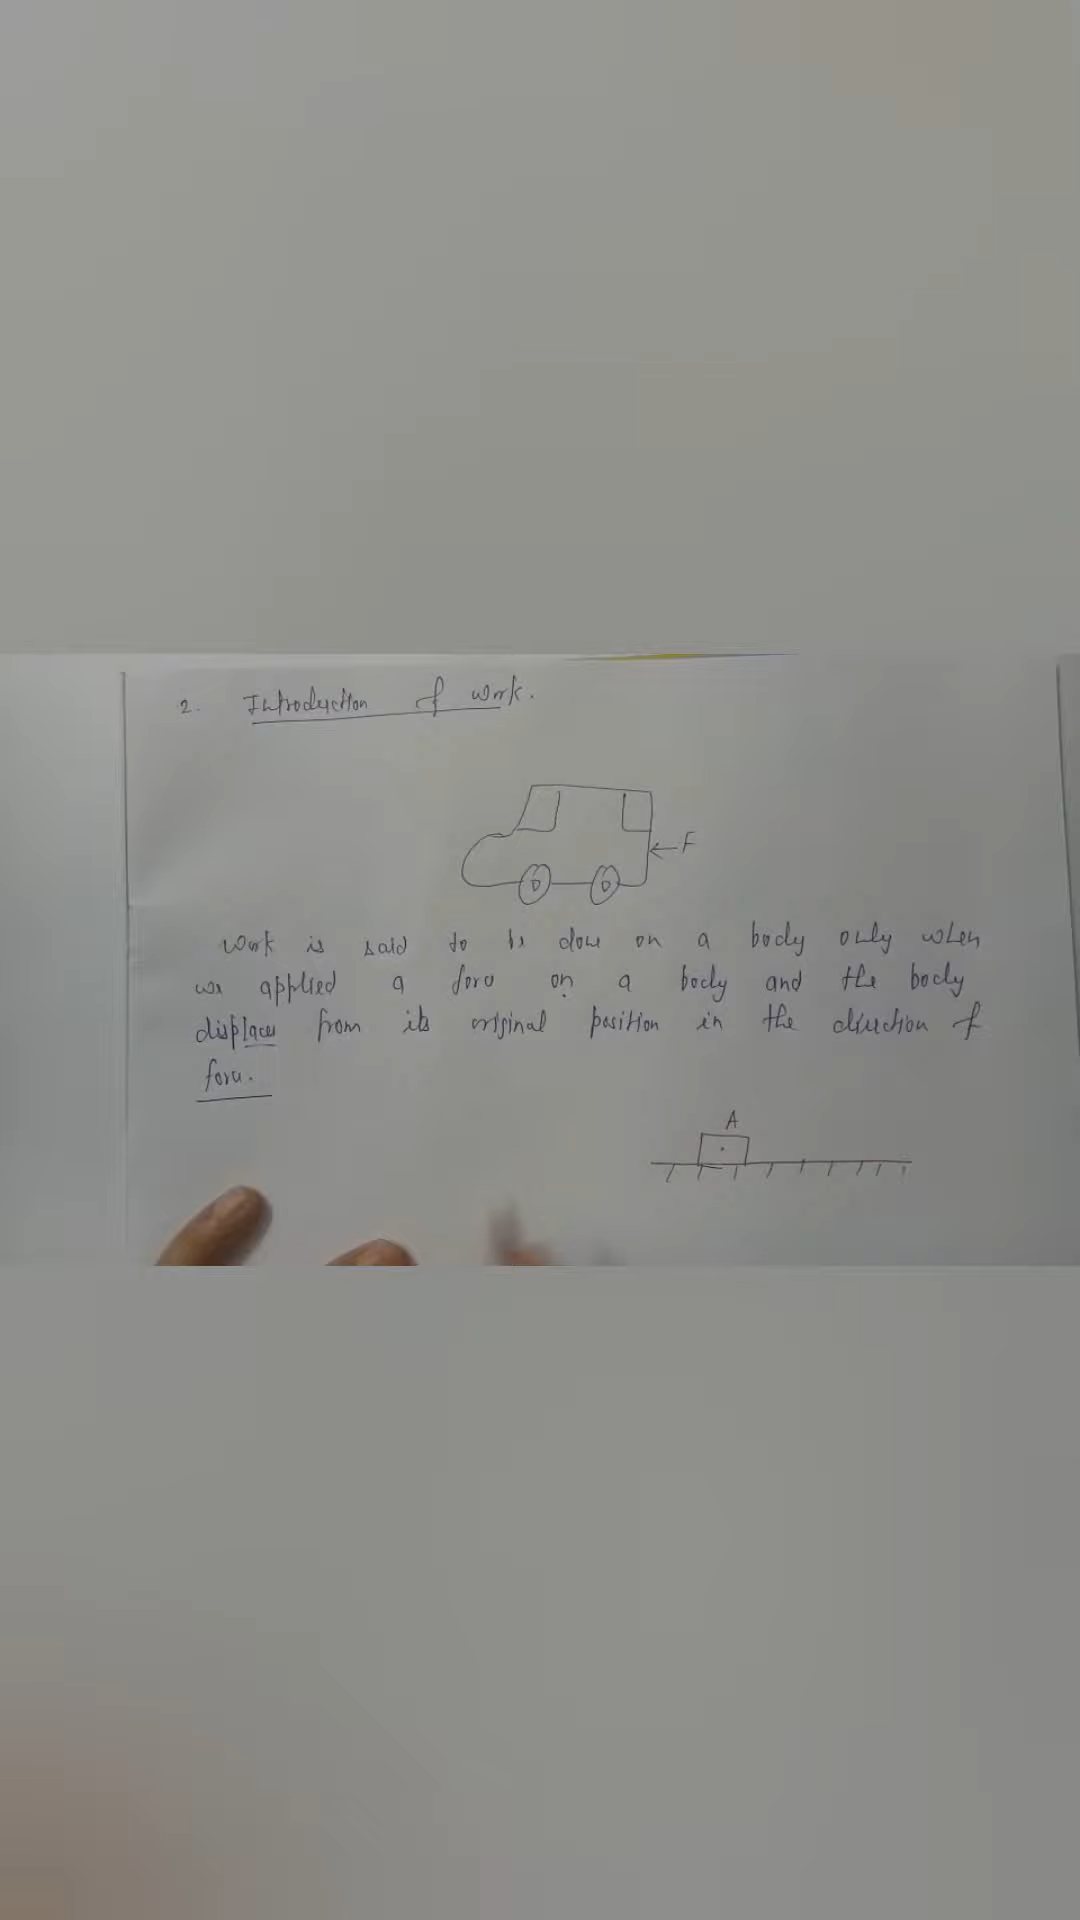 2. Introduction of work.
F
Work is said to be done on a body only when
we applied a force on a body and the body
displaces from its original position in the direction of
force.
A